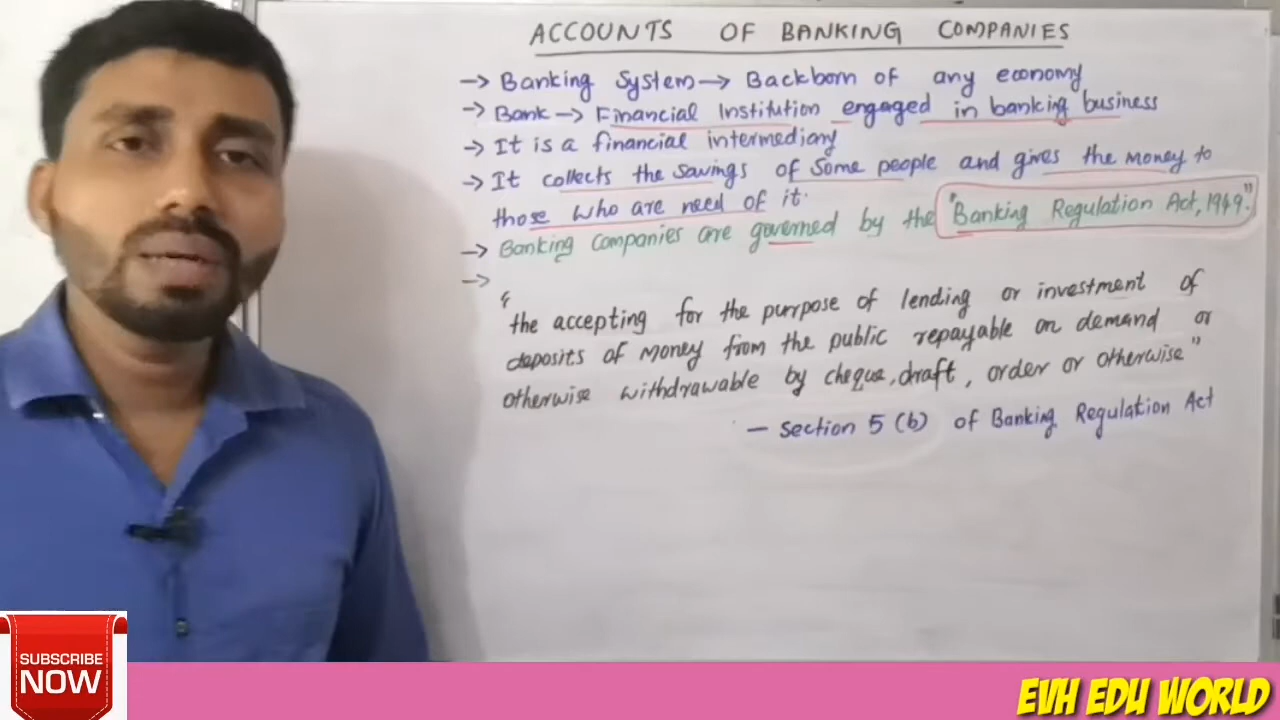 ACCOUNTS OF BANKING COMPANIES
→ Banking System → Backborn of any economy
→ Bank → Financial Institution engaged in banking business
→ It is a financial intermediary
→ It collects the savings of some people and gives the money to
those who are need of it.
→ Banking Companies are governed by the "Banking Regulation Act, 1949."
→
"the accepting for the purpose of lending or investment of
deposits of money from the public repayable on demand or
otherwise withdrawable by cheque, draft, order or otherwise"
— Section 5 (b) of Banking Regulation Act
SUBSCRIBE
NOW
EVH EDU WORLD